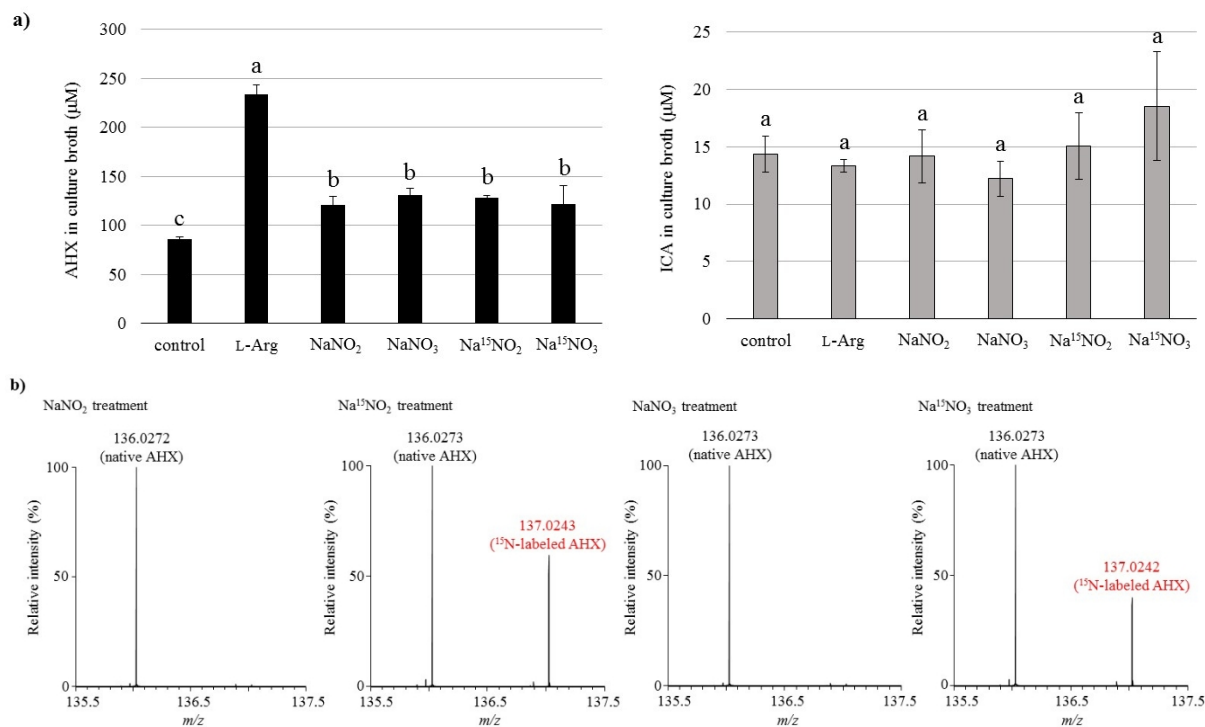 a)
AHX in culture broth (μM)
300
250
200
150
100
50
0
a
b
b
b
b
c
control
L-Arg
NaNO₂
NaNO₃
Na¹⁵NO₂
Na¹⁵NO₃
ICA in culture broth (μM)
25
20
15
10
5
0
a
a
a
a
a
a
control
L-Arg
NaNO₂
NaNO₃
Na¹⁵NO₂
Na¹⁵NO₃
b)
NaNO₂ treatment
136.0272
(native AHX)
Relative intensity (%)
100
50
0
135.5
136.5
137.5
m/z
Na¹⁵NO₂ treatment
136.0273
(native AHX)
137.0243
(¹⁵N-labeled AHX)
Relative intensity (%)
100
50
0
135.5
136.5
137.5
m/z
NaNO₃ treatment
136.0273
(native AHX)
Relative intensity (%)
100
50
0
135.5
136.5
137.5
m/z
Na¹⁵NO₃ treatment
136.0273
(native AHX)
137.0242
(¹⁵N-labeled AHX)
Relative intensity (%)
100
50
0
135.5
136.5
137.5
m/z